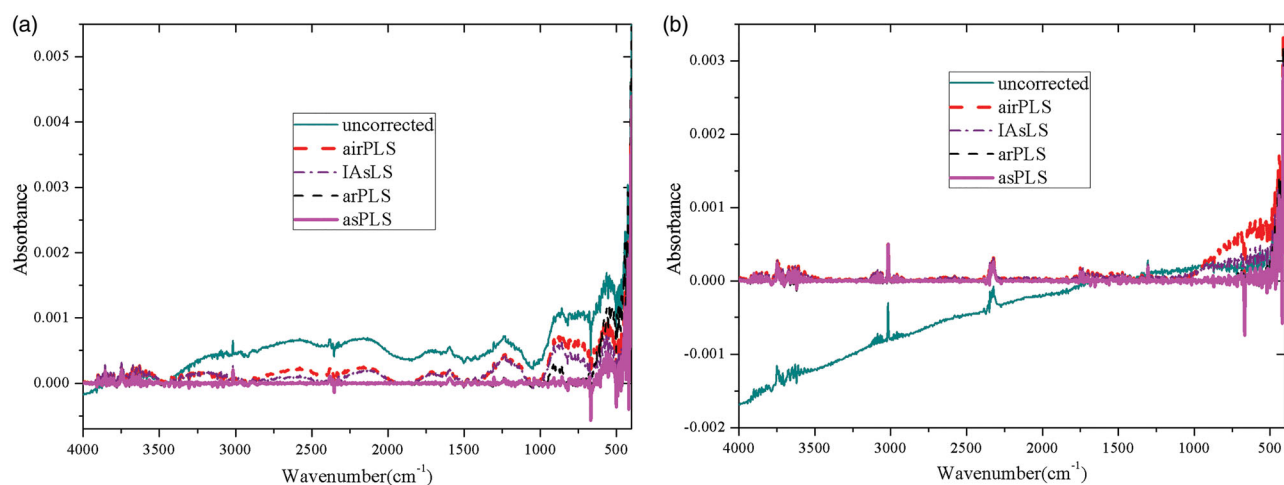 (a)
0.005
0.004
0.003
0.002
0.001
0.000
Absorbance
uncorrected
airPLS
IAsLS
arPLS
asPLS
4000 3500 3000 2500 2000 1500 1000 500
Wavenumber(cm-1)
(b)
0.003
0.002
0.001
0.000
-0.001
-0.002
Absorbance
uncorrected
airPLS
IAsLS
arPLS
asPLS
4000 3500 3000 2500 2000 1500 1000 500
Wavenumber(cm-1)